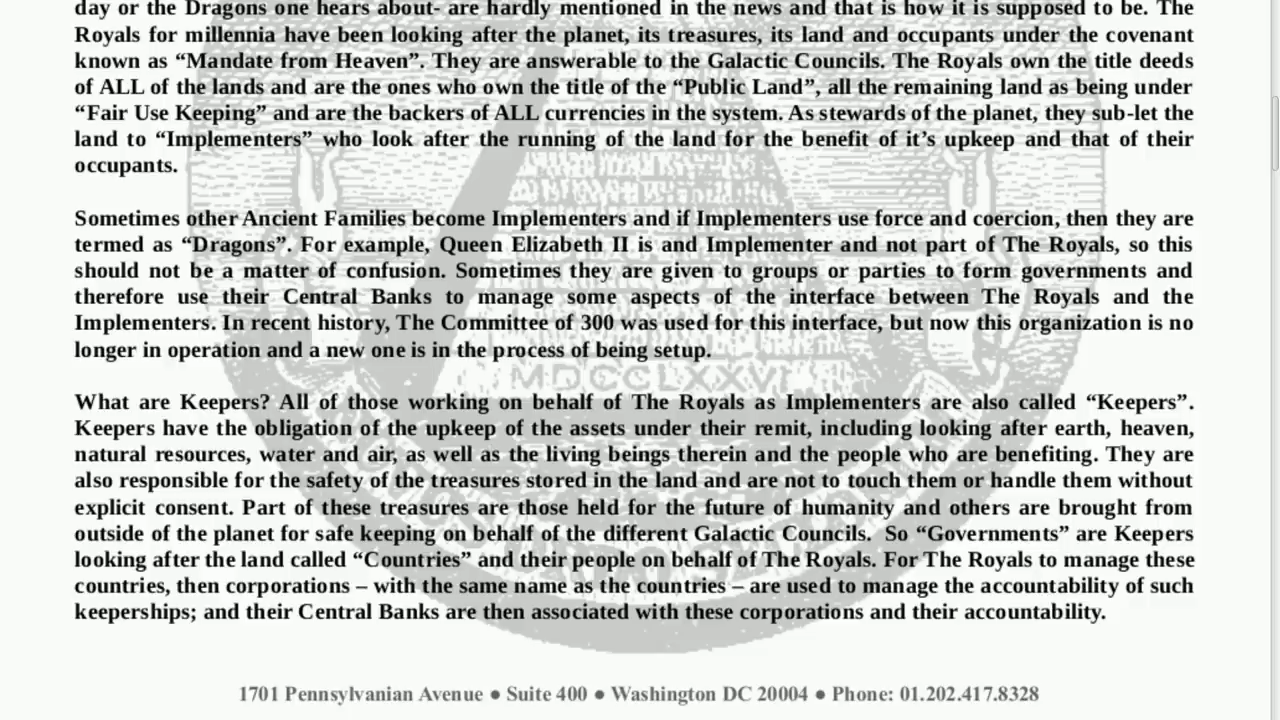 day or the Dragons one hears about- are hardly mentioned in the news and that is how it is supposed to be. The
Royals for millennia have been looking after the planet, its treasures, its land and occupants under the covenant
known as “Mandate from Heaven”. They are answerable to the Galactic Councils. The Royals own the title deeds
of ALL of the lands and are the ones who own the title of the “Public Land”, all the remaining land as being under
“Fair Use Keeping” and are the backers of ALL currencies in the system. As stewards of the planet, they sub-let the
land to “Implementers” who look after the running of the land for the benefit of it’s upkeep and that of their
occupants.
Sometimes other Ancient Families become Implementers and if Implementers use force and coercion, then they are
termed as “Dragons”. For example, Queen Elizabeth II is and Implementer and not part of The Royals, so this
should not be a matter of confusion. Sometimes they are given to groups or parties to form governments and
therefore use their Central Banks to manage some aspects of the interface between The Royals and the
Implementers. In recent history, The Committee of 300 was used for this interface, but now this organization is no
longer in operation and a new one is in the process of being setup.
MDCCLXXVI
What are Keepers? All of those working on behalf of The Royals as Implementers are also called “Keepers”.
Keepers have the obligation of the upkeep of the assets under their remit, including looking after earth, heaven,
natural resources, water and air, as well as the living beings therein and the people who are benefiting. They are
also responsible for the safety of the treasures stored in the land and are not to touch them or handle them without
explicit consent. Part of these treasures are those held for the future of humanity and others are brought from
outside of the planet for safe keeping on behalf of the different Galactic Councils. So “Governments” are Keepers
looking after the land called “Countries” and their people on behalf of The Royals. For The Royals to manage these
countries, then corporations – with the same name as the countries – are used to manage the accountability of such
keeperships; and their Central Banks are then associated with these corporations and their accountability.
1701 Pennsylvanian Avenue ● Suite 400 ● Washington DC 20004 ● Phone: 01.202.417.8328